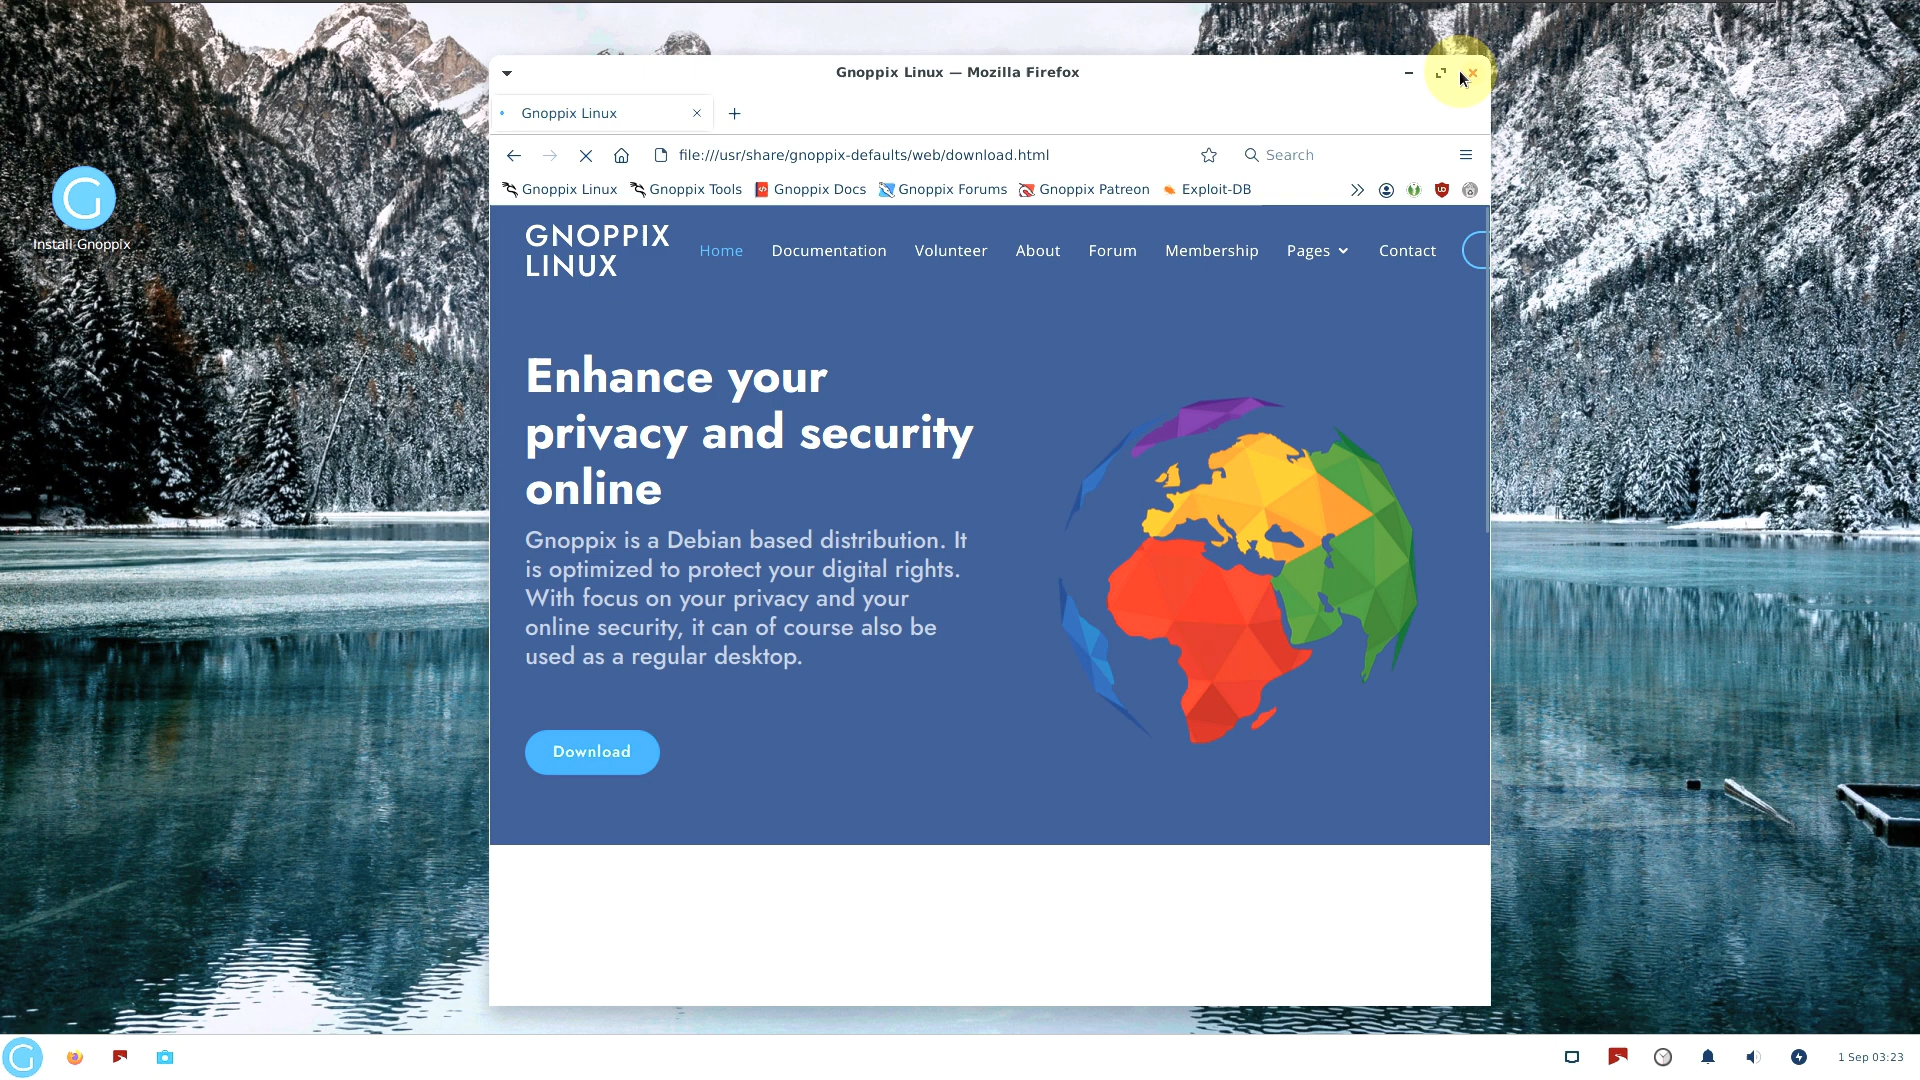 Gnoppix Linux — Mozilla Firefox
Gnoppix Linux
file:///usr/share/gnoppix-defaults/web/download.html
Search
Gnoppix Linux Gnoppix Tools Gnoppix Docs Gnoppix Forums Gnoppix Patreon Exploit-DB
GNOPPIX
LINUX
Home Documentation Volunteer About Forum Membership Pages Contact
Install Gnoppix
Enhance your
privacy and security
online
Gnoppix is a Debian based distribution. It
is optimized to protect your digital rights.
With focus on your privacy and your
online security, it can of course also be
used as a regular desktop.
Download
1 Sep 03:23